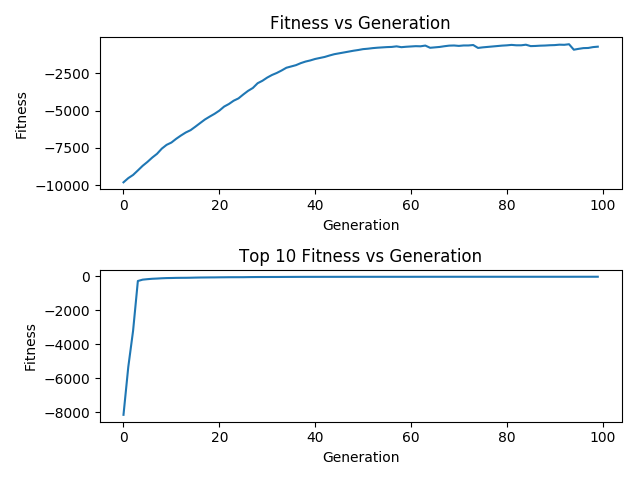 Fitness vs Generation
−2500
−5000
−7500
−10000
Fitness
0 20 40 60 80 100
Generation
Top 10 Fitness vs Generation
0
−2000
−4000
−6000
−8000
Fitness
0 20 40 60 80 100
Generation